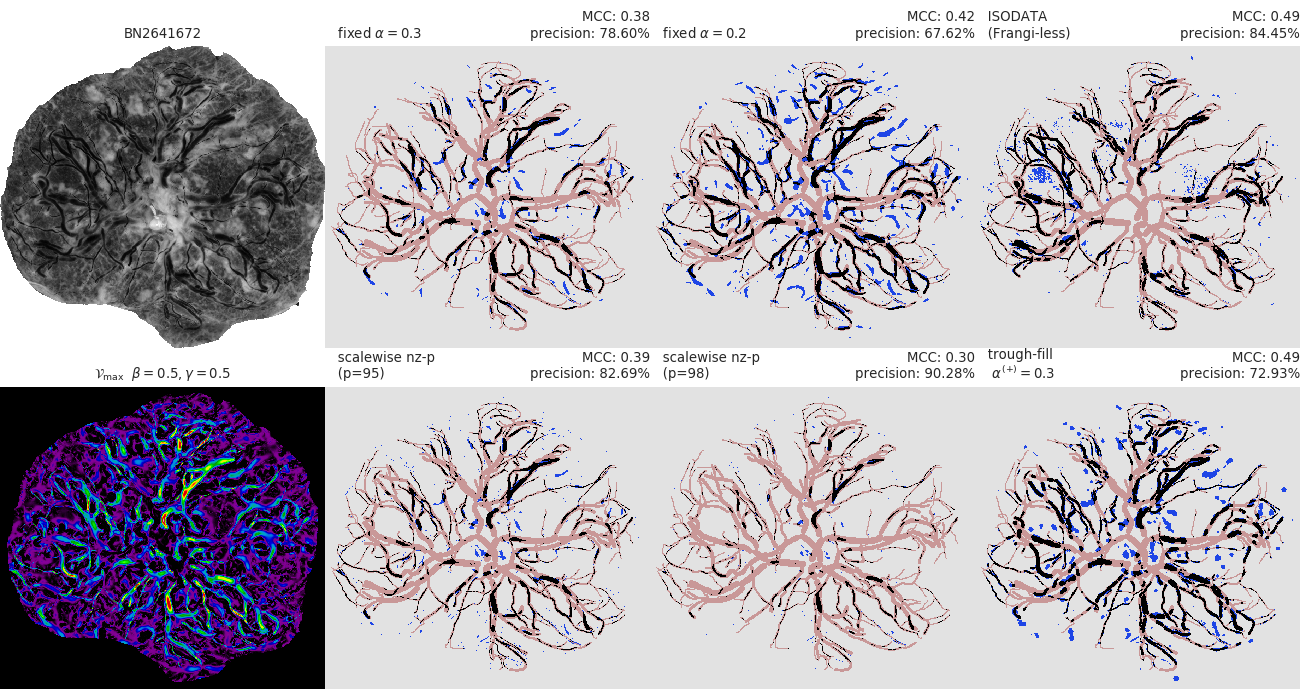 BN2641672
fixed α = 0.3
MCC: 0.38
precision: 78.60%
fixed α = 0.2
MCC: 0.42
precision: 67.62%
ISODATA
(Frangi-less)
MCC: 0.49
precision: 84.45%
𝒱max β = 0.5, γ = 0.5
scalewise nz-p
(p=95)
MCC: 0.39
precision: 82.69%
scalewise nz-p
(p=98)
MCC: 0.30
precision: 90.28%
trough-fill
α(+) = 0.3
MCC: 0.49
precision: 72.93%